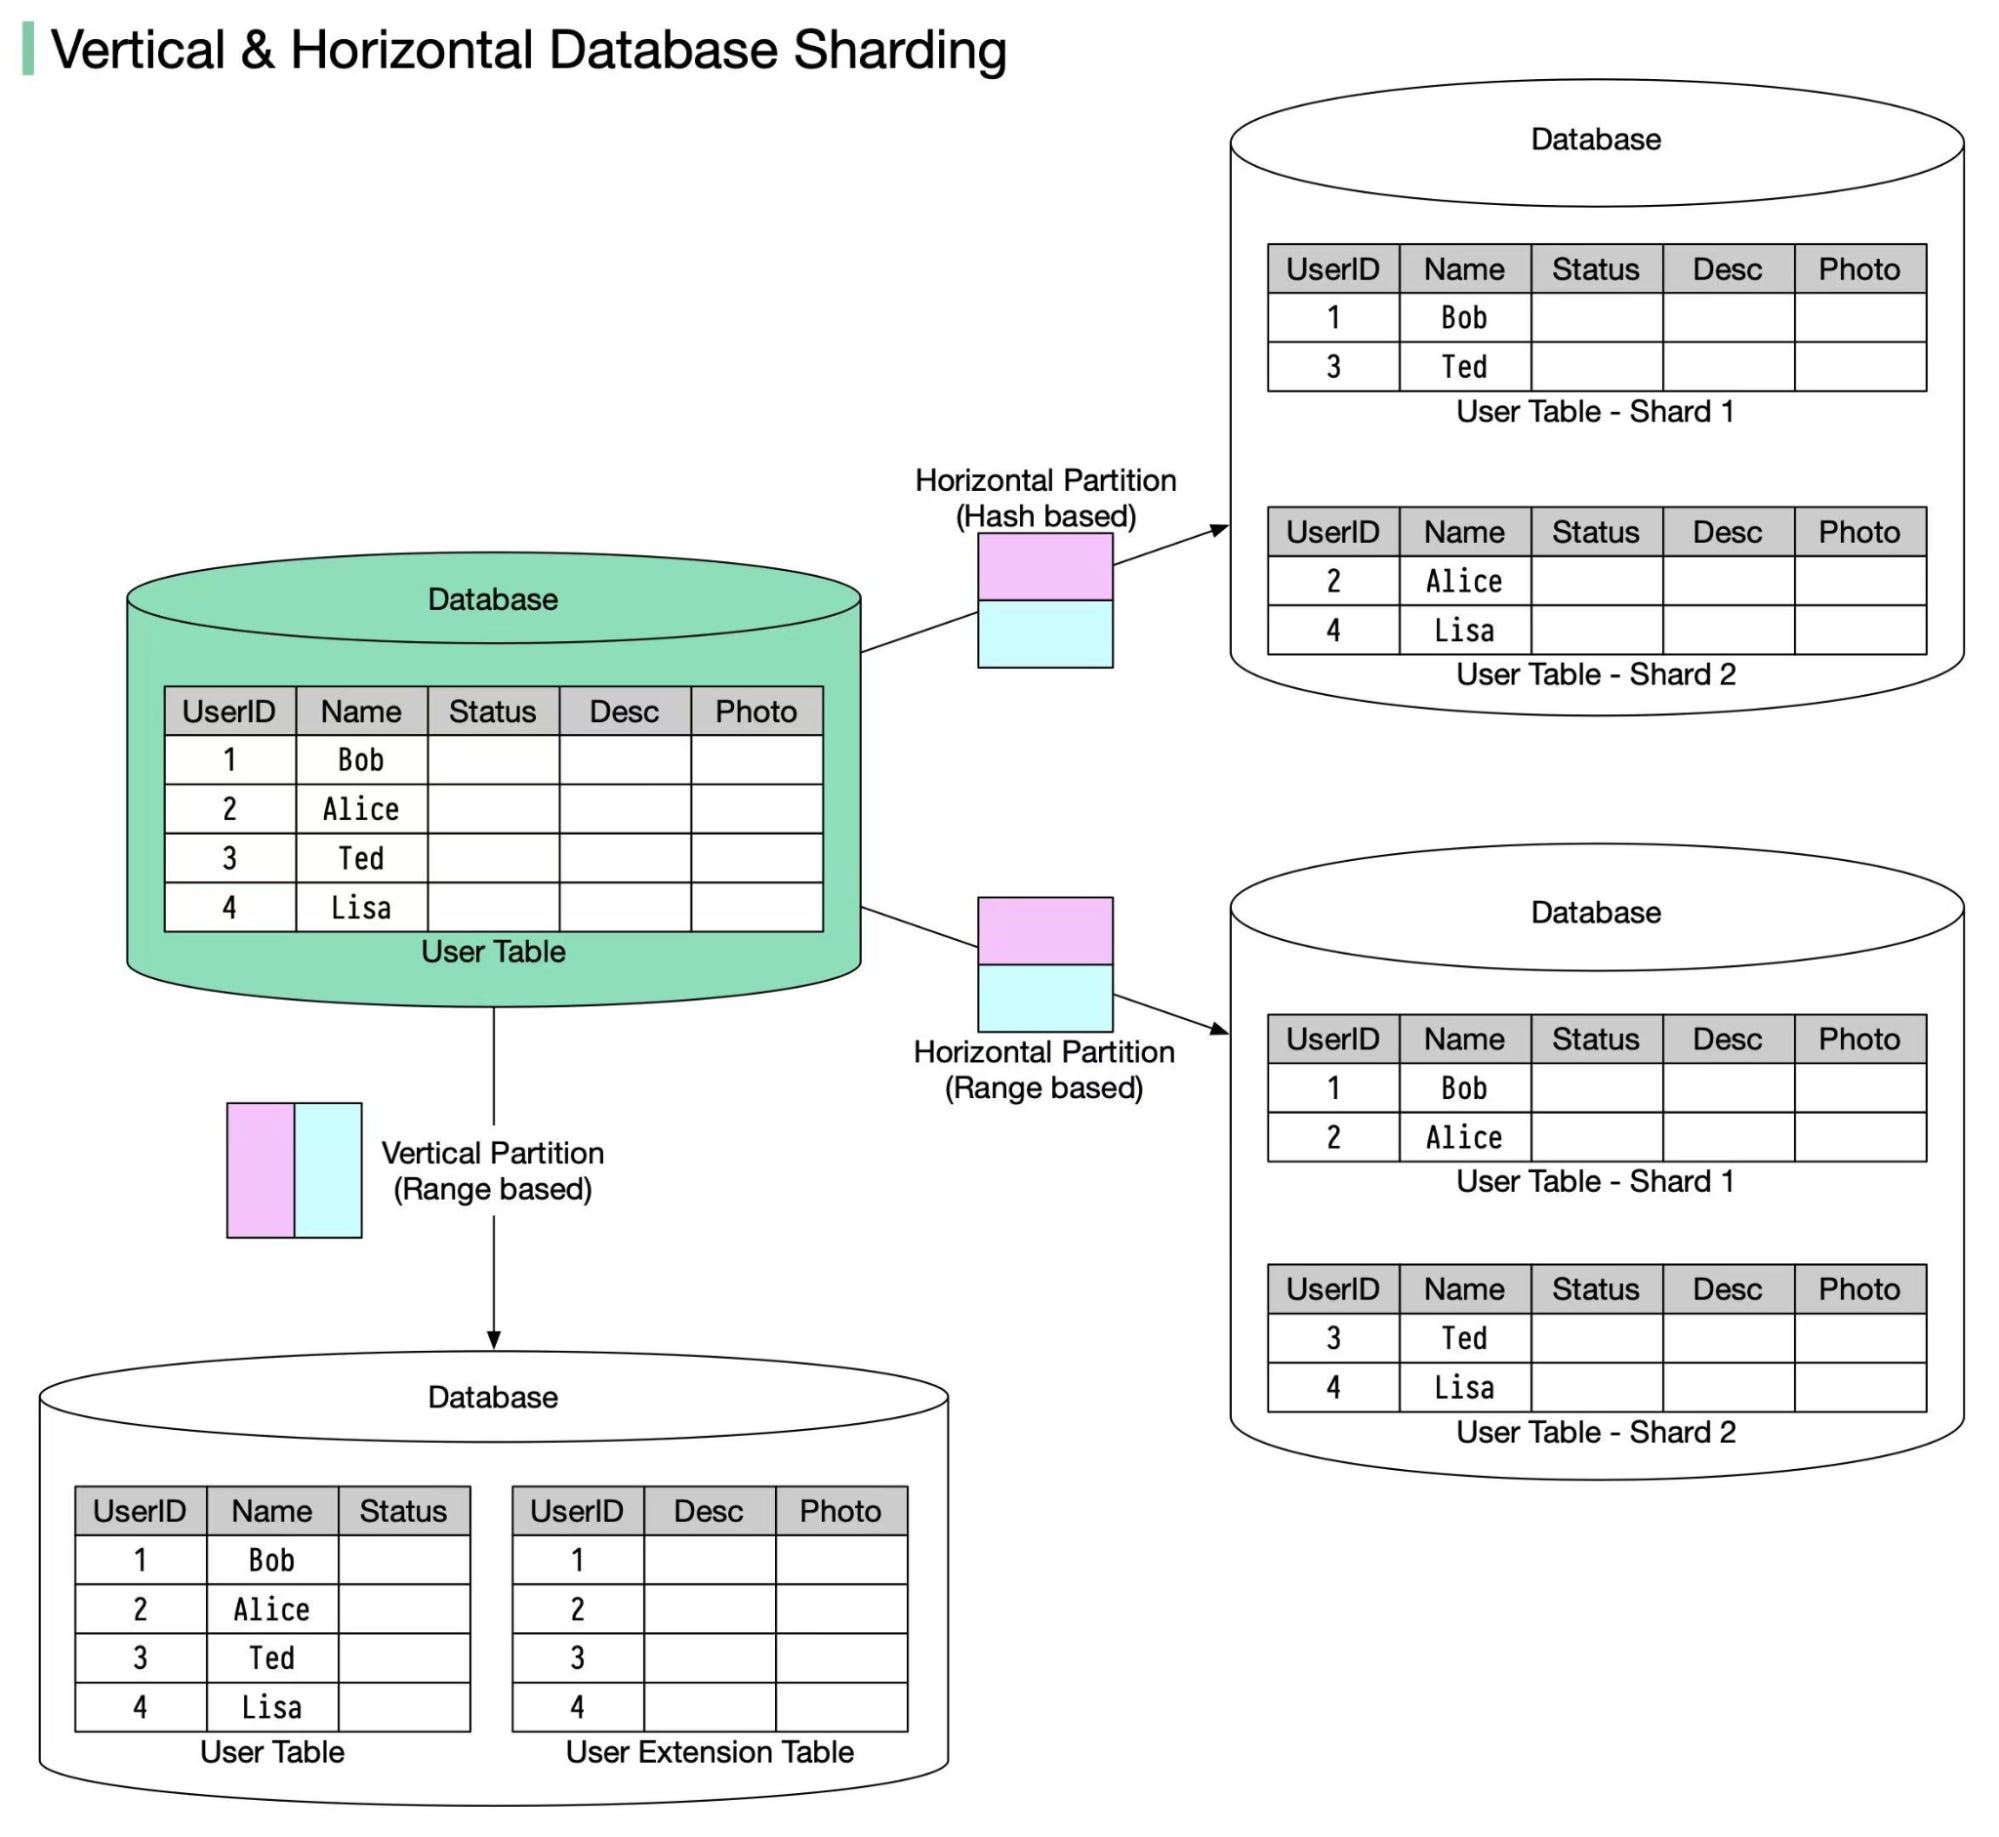 Vertical & Horizontal Database Sharding
Database
UserID Name Status Desc Photo
1 Bob
3 Ted
User Table - Shard 1
UserID Name Status Desc Photo
2 Alice
4 Lisa
User Table - Shard 2
Horizontal Partition
(Hash based)
Database
UserID Name Status Desc Photo
1 Bob
2 Alice
3 Ted
4 Lisa
User Table
Horizontal Partition
(Range based)
Database
UserID Name Status Desc Photo
1 Bob
2 Alice
User Table - Shard 1
UserID Name Status Desc Photo
3 Ted
4 Lisa
User Table - Shard 2
Vertical Partition
(Range based)
Database
UserID Name Status
1 Bob
2 Alice
3 Ted
4 Lisa
User Table
UserID Desc Photo
1
2
3
4
User Extension Table